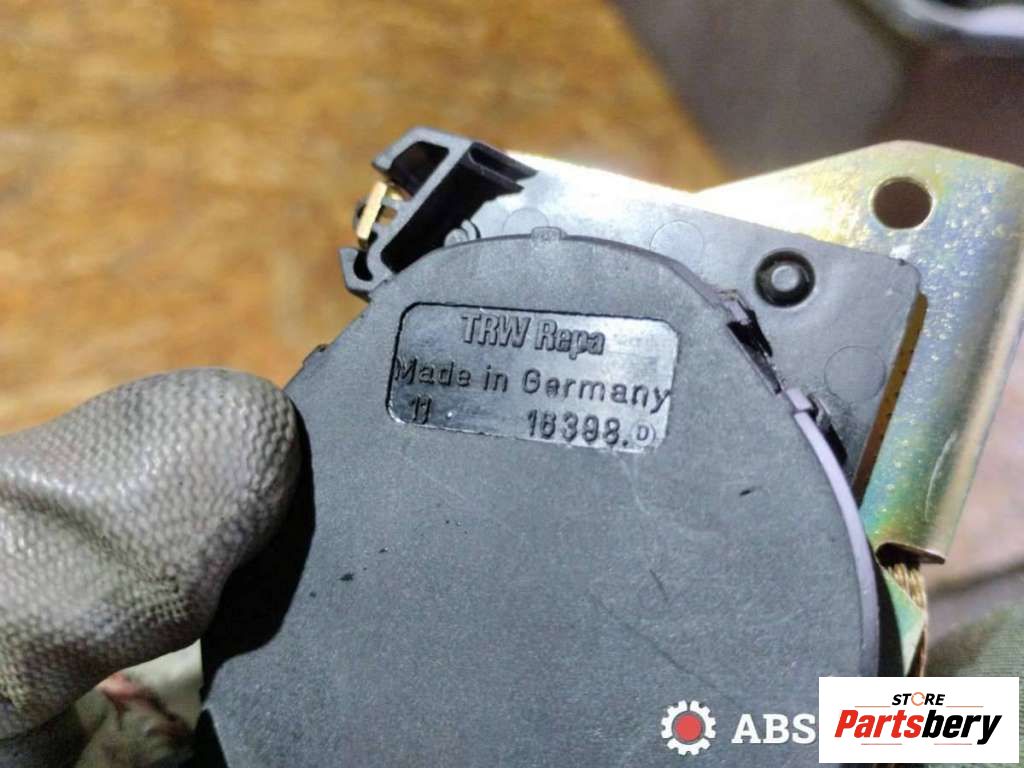 TRW Repa
Made in Germany
11 16398. D
ABS
STORE
Partsbery